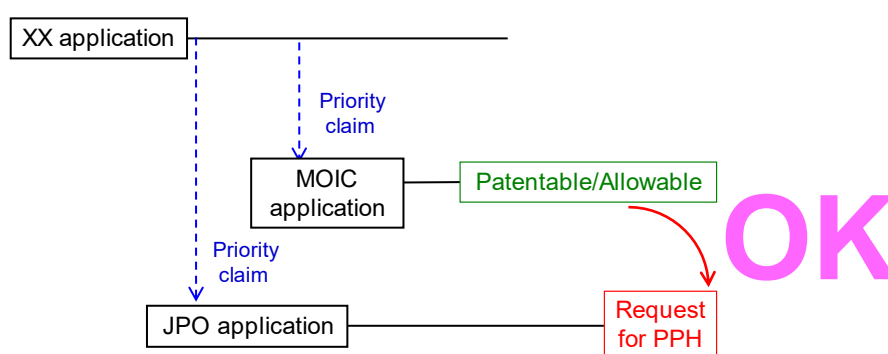 XX application
Priority
claim
MOIC
application
Patentable/Allowable
OK
Priority
claim
JPO application
Request
for PPH